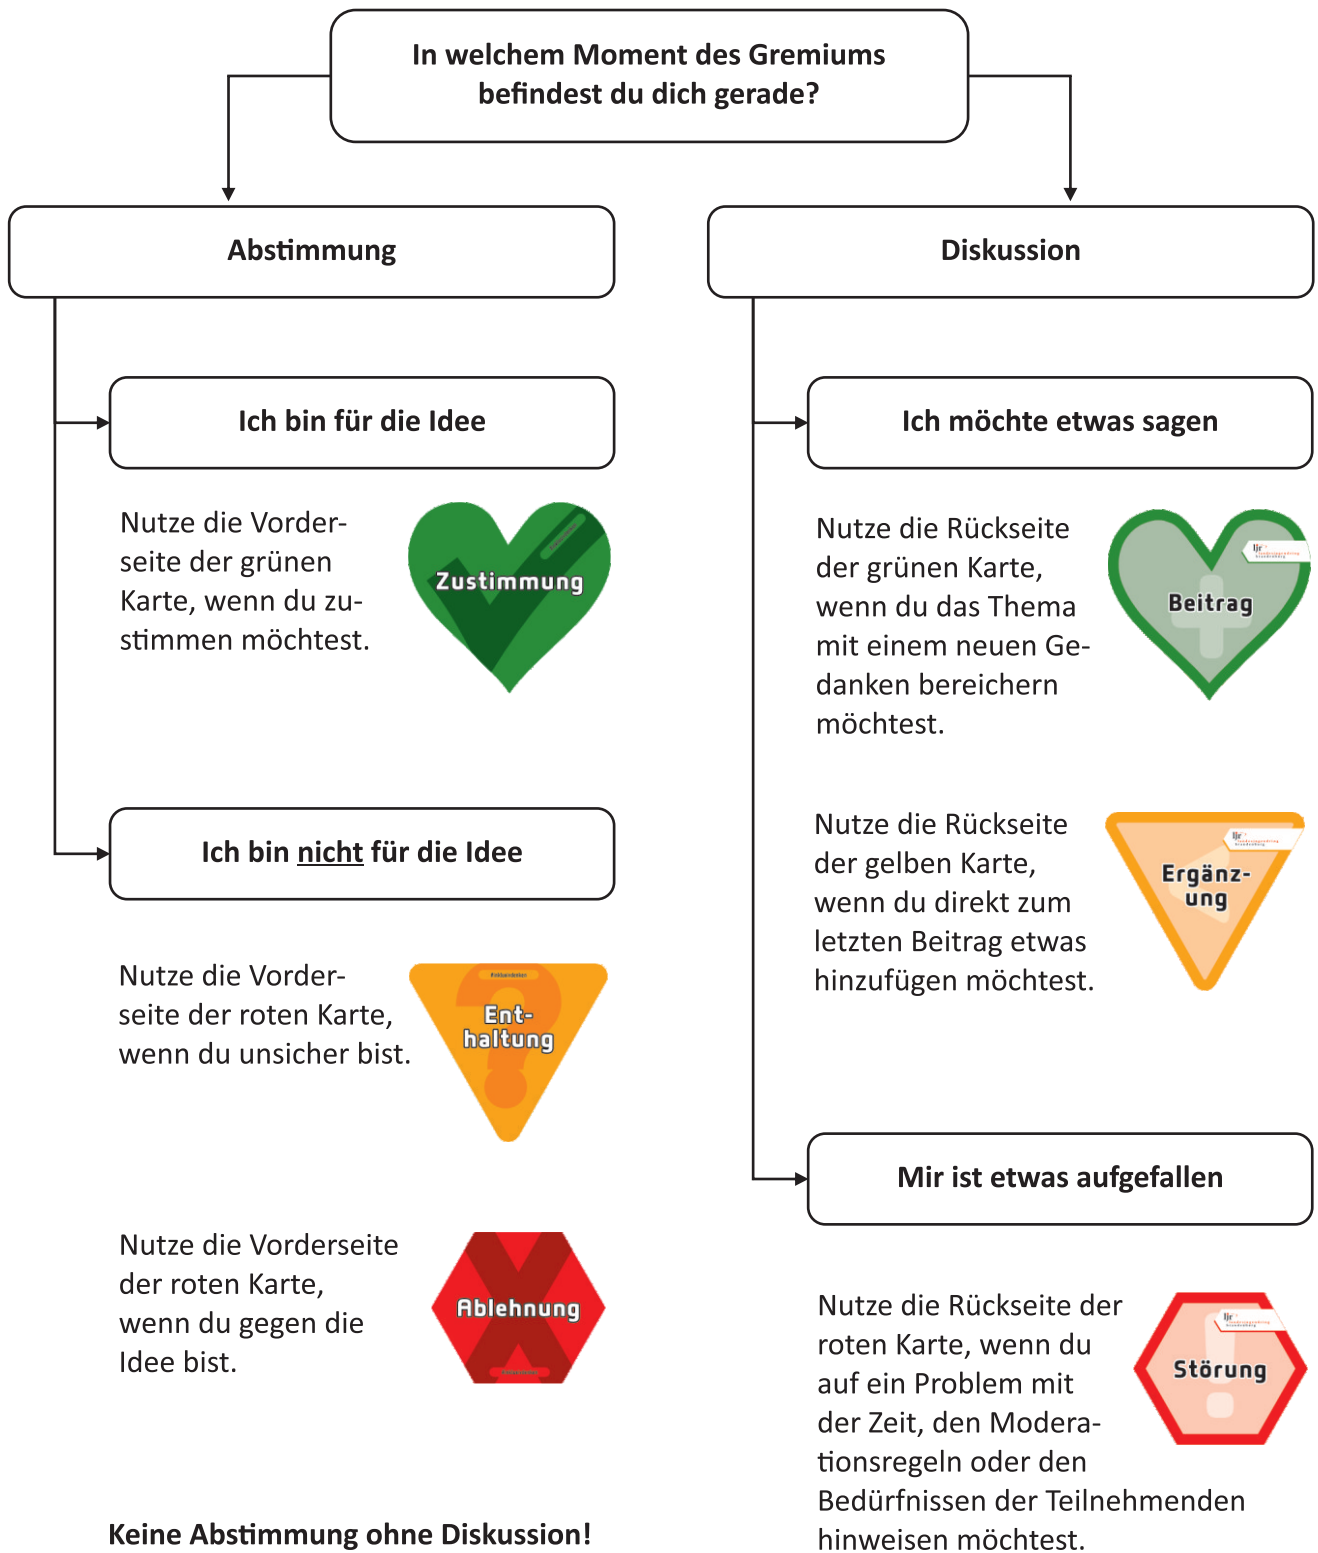 In welchem Moment des Gremiums
befindest du dich gerade?
Abstimmung
Ich bin für die Idee
Nutze die Vorder-
seite der grünen
Karte, wenn du zu-
stimmen möchtest.
Zustimmung
Ich bin nicht für die Idee
Nutze die Vorder-
seite der roten Karte,
wenn du unsicher bist.
Ent-
haltung
Nutze die Vorderseite
der roten Karte,
wenn du gegen die
Idee bist.
Ablehnung
Keine Abstimmung ohne Diskussion!
Diskussion
Ich möchte etwas sagen
Nutze die Rückseite
der grünen Karte,
wenn du das Thema
mit einem neuen Ge-
danken bereichern
möchtest.
ljr
Beitrag
Nutze die Rückseite
der gelben Karte,
wenn du direkt zum
letzten Beitrag etwas
hinzufügen möchtest.
ljr
Ergänz-
ung
Mir ist etwas aufgefallen
Nutze die Rückseite der
roten Karte, wenn du
auf ein Problem mit
der Zeit, den Modera-
tionsregeln oder den
Bedürfnissen der Teilnehmenden
hinweisen möchtest.
ljr
Störung